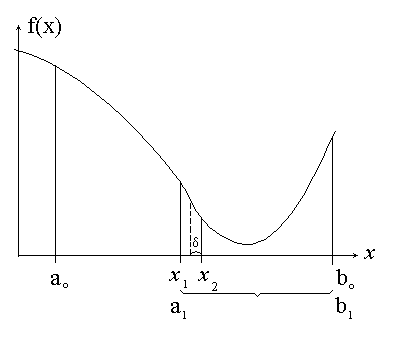 f(x)
δ
x
a₀ x₁ x₂ b₀
a₁ b₁